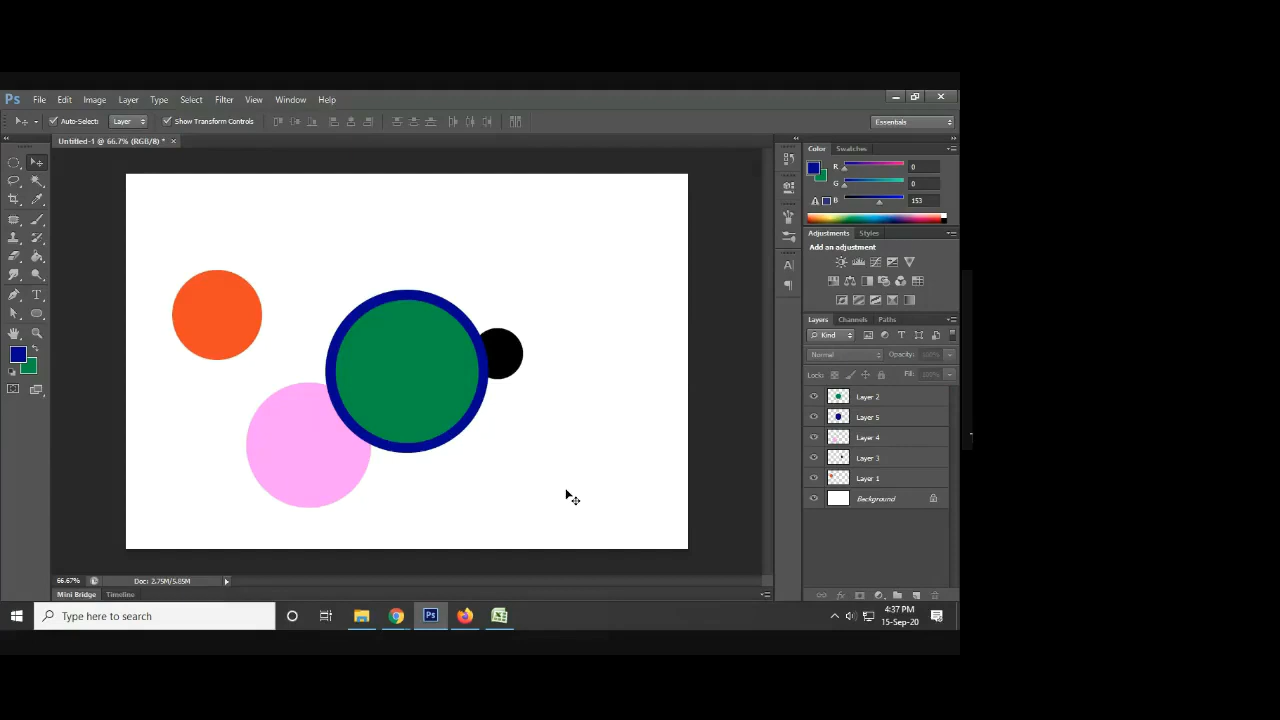 Ps File Edit Image Layer Type Select Filter View Window Help
Auto-Select: Layer Show Transform Controls Essentials
Untitled-1 @ 66.7% (RGB/8) * ×
Color Swatches
R 0
G 0
B 153
Adjustments Styles
Add an adjustment
Layers Channels Paths
Kind
Normal Opacity: 100%
Lock: Fill: 100%
Layer 2
Layer 5
Layer 4
Layer 3
Layer 1
Background
66.67% Doc: 2.75M/5.85M
Mini Bridge Timeline
Type here to search
4:37 PM
15-Sep-20